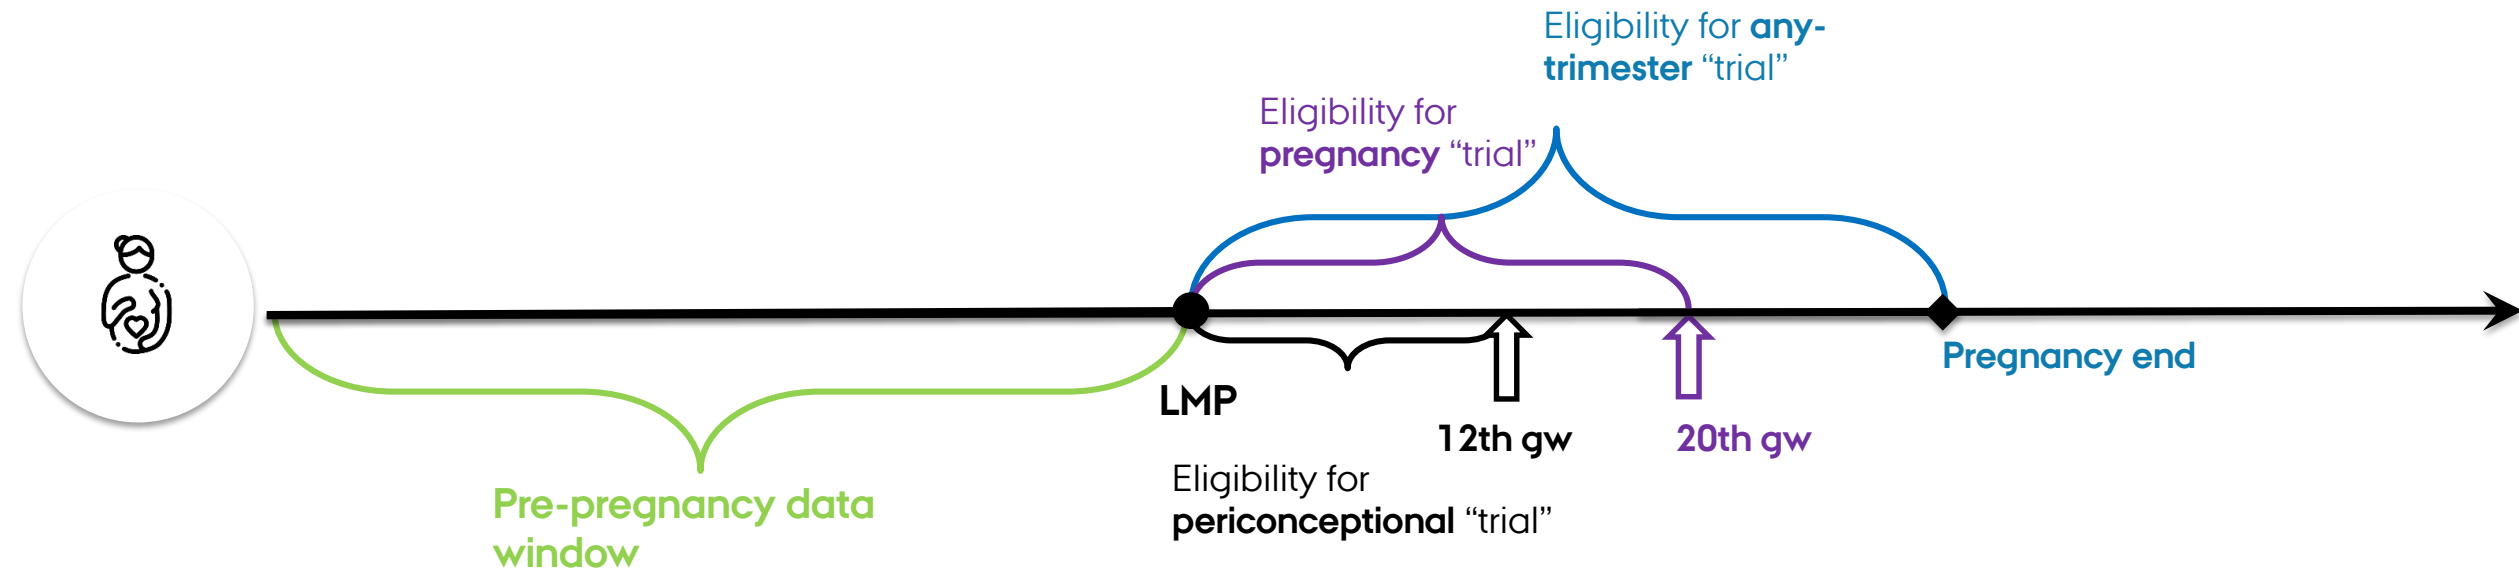 Eligibility for any-
trimester “trial”
Eligibility for
pregnancy “trial”
Pregnancy end
LMP
12th gw
20th gw
Eligibility for
periconceptional “trial”
Pre-pregnancy data
window